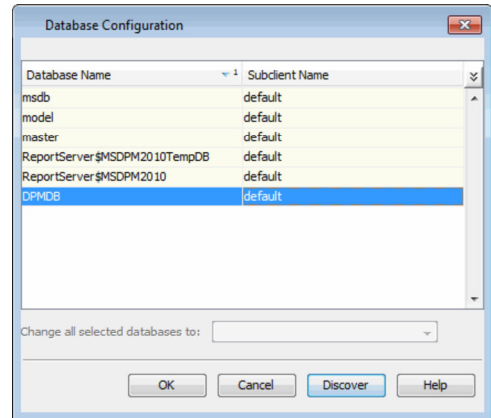 Database Configuration
Database Name 1 Subclient Name
msdb default
model default
master default
ReportServer$MSDPM2010TempDB default
ReportServer$MSDPM2010 default
DPMDB default
Change all selected databases to:
OK Cancel Discover Help